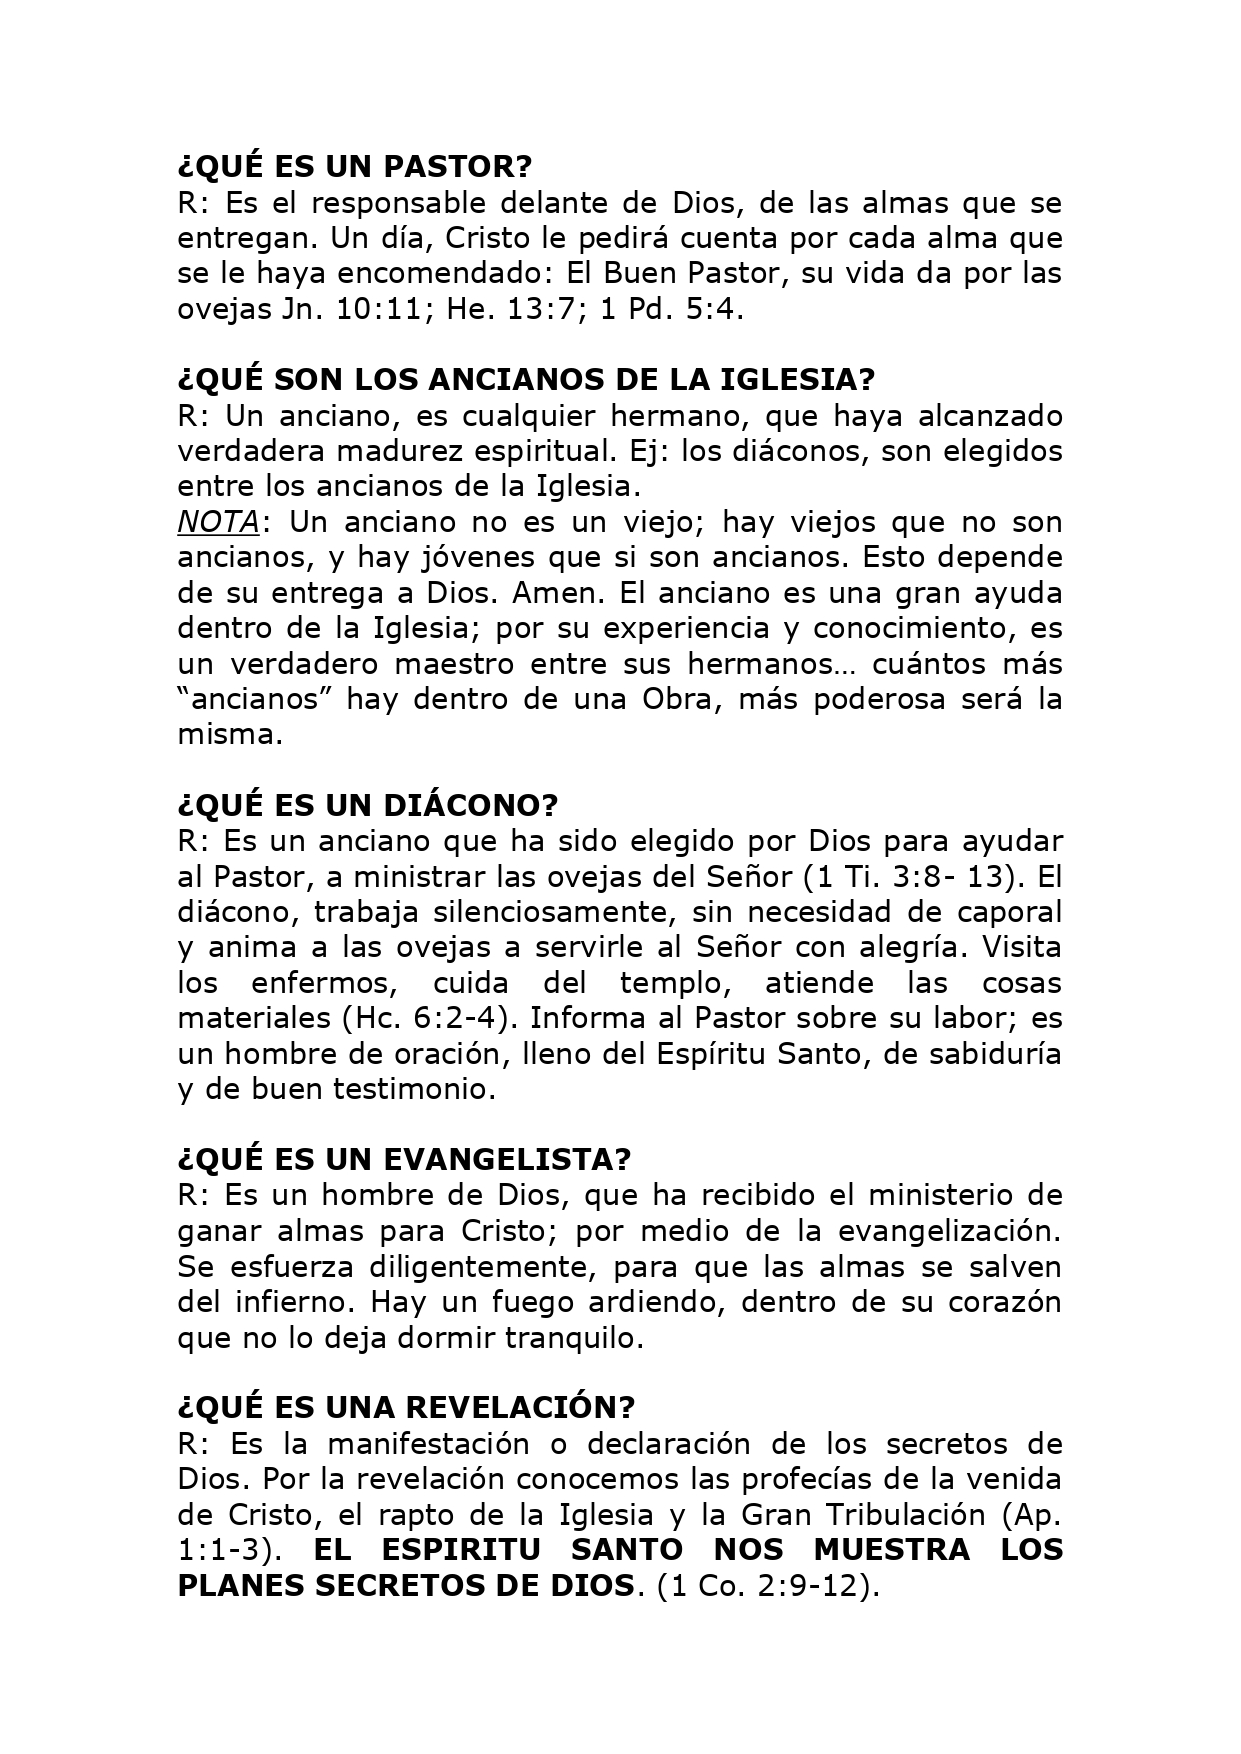 ¿QUÉ ES UN PASTOR?
R: Es el responsable delante de Dios, de las almas que se
entregan. Un día, Cristo le pedirá cuenta por cada alma que
se le haya encomendado: El Buen Pastor, su vida da por las
ovejas Jn. 10:11; He. 13:7; 1 Pd. 5:4.
¿QUÉ SON LOS ANCIANOS DE LA IGLESIA?
R: Un anciano, es cualquier hermano, que haya alcanzado
verdadera madurez espiritual. Ej: los diáconos, son elegidos
entre los ancianos de la Iglesia.
NOTA: Un anciano no es un viejo; hay viejos que no son
ancianos, y hay jóvenes que si son ancianos. Esto depende
de su entrega a Dios. Amen. El anciano es una gran ayuda
dentro de la Iglesia; por su experiencia y conocimiento, es
un verdadero maestro entre sus hermanos… cuántos más
“ancianos” hay dentro de una Obra, más poderosa será la
misma.
¿QUÉ ES UN DIÁCONO?
R: Es un anciano que ha sido elegido por Dios para ayudar
al Pastor, a ministrar las ovejas del Señor (1 Ti. 3:8- 13). El
diácono, trabaja silenciosamente, sin necesidad de caporal
y anima a las ovejas a servirle al Señor con alegría. Visita
los enfermos, cuida del templo, atiende las cosas
materiales (Hc. 6:2-4). Informa al Pastor sobre su labor; es
un hombre de oración, lleno del Espíritu Santo, de sabiduría
y de buen testimonio.
¿QUÉ ES UN EVANGELISTA?
R: Es un hombre de Dios, que ha recibido el ministerio de
ganar almas para Cristo; por medio de la evangelización.
Se esfuerza diligentemente, para que las almas se salven
del infierno. Hay un fuego ardiendo, dentro de su corazón
que no lo deja dormir tranquilo.
¿QUÉ ES UNA REVELACIÓN?
R: Es la manifestación o declaración de los secretos de
Dios. Por la revelación conocemos las profecías de la venida
de Cristo, el rapto de la Iglesia y la Gran Tribulación (Ap.
1:1-3). EL ESPIRITU SANTO NOS MUESTRA LOS
PLANES SECRETOS DE DIOS. (1 Co. 2:9-12).